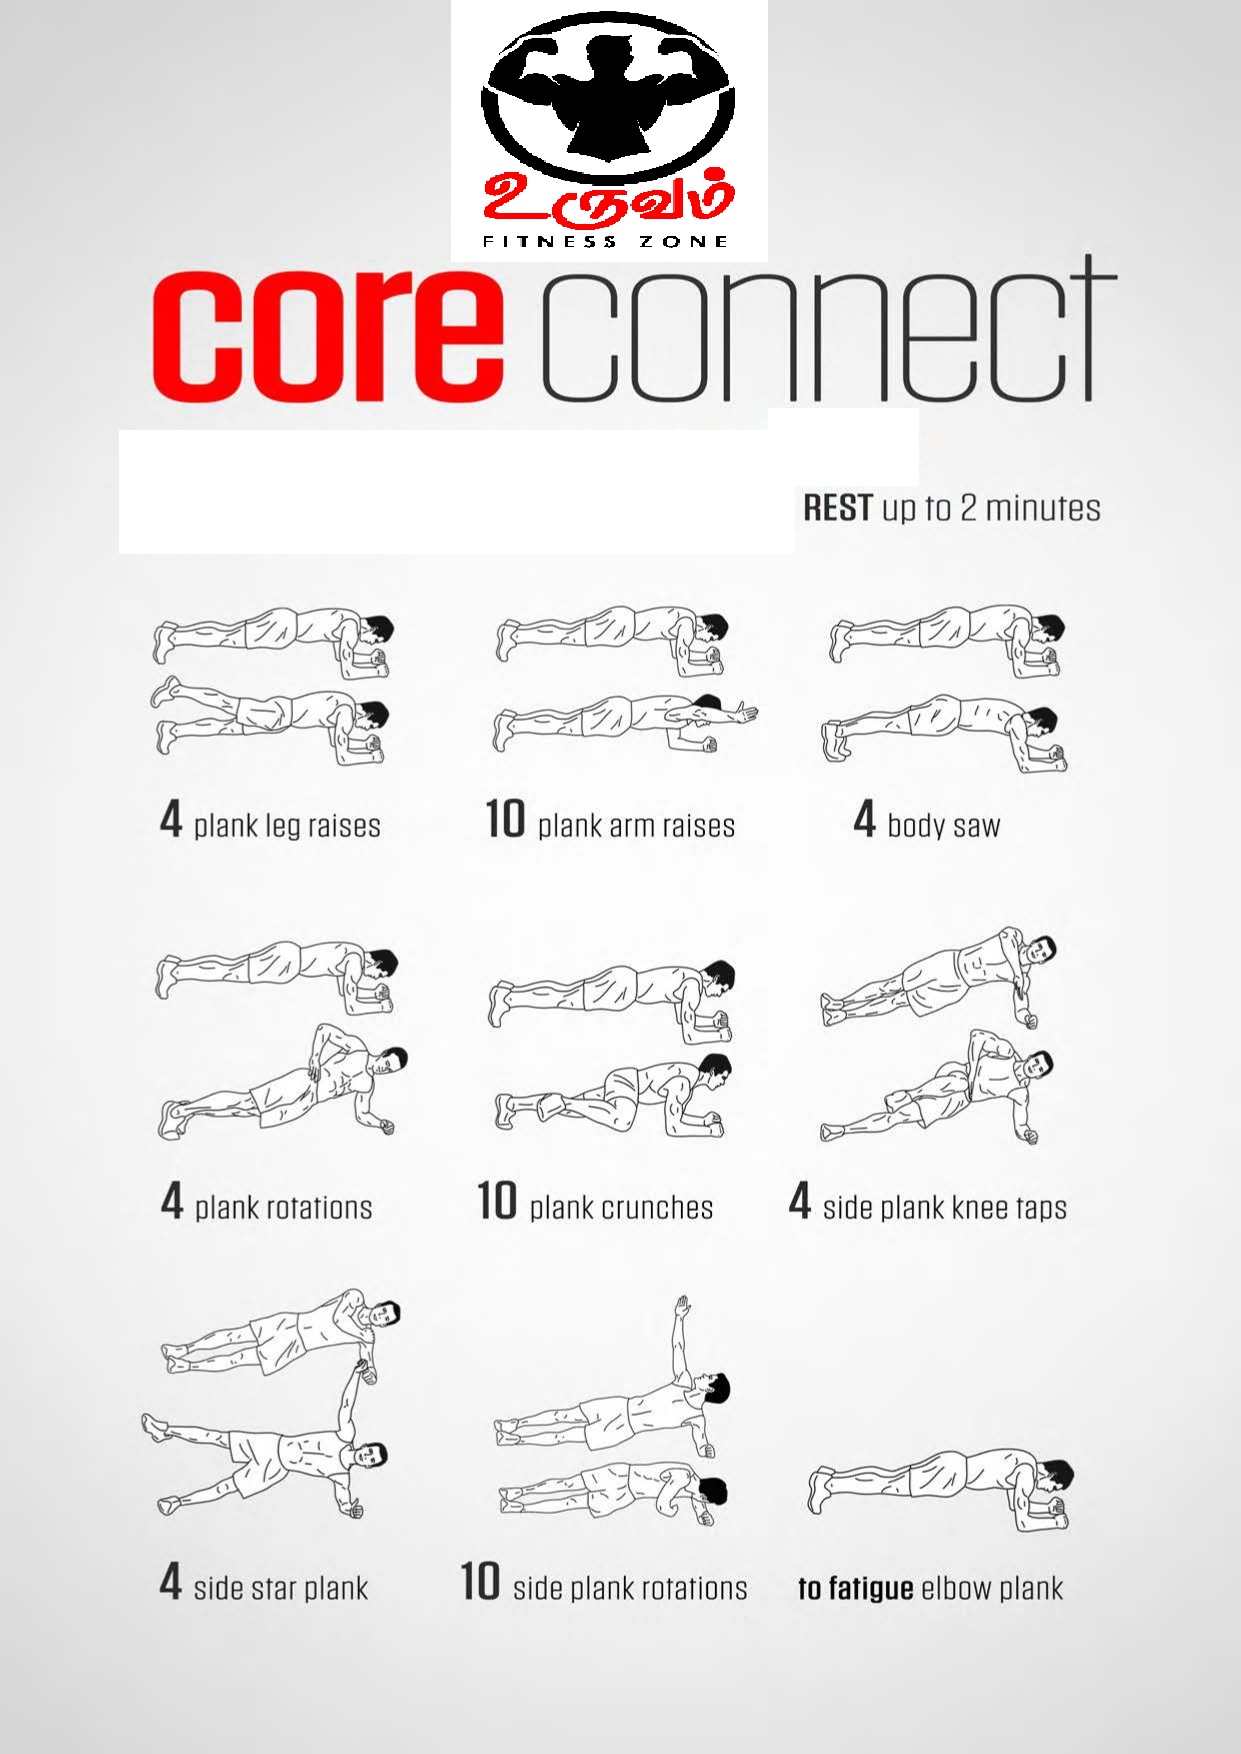 உருவம்
FITNESS ZONE
core connect
REST up to 2 minutes
4 plank leg raises
10 plank arm raises
4 body saw
4 plank rotations
10 plank crunches
4 side plank knee taps
4 side star plank
10 side plank rotations
to fatigue elbow plank